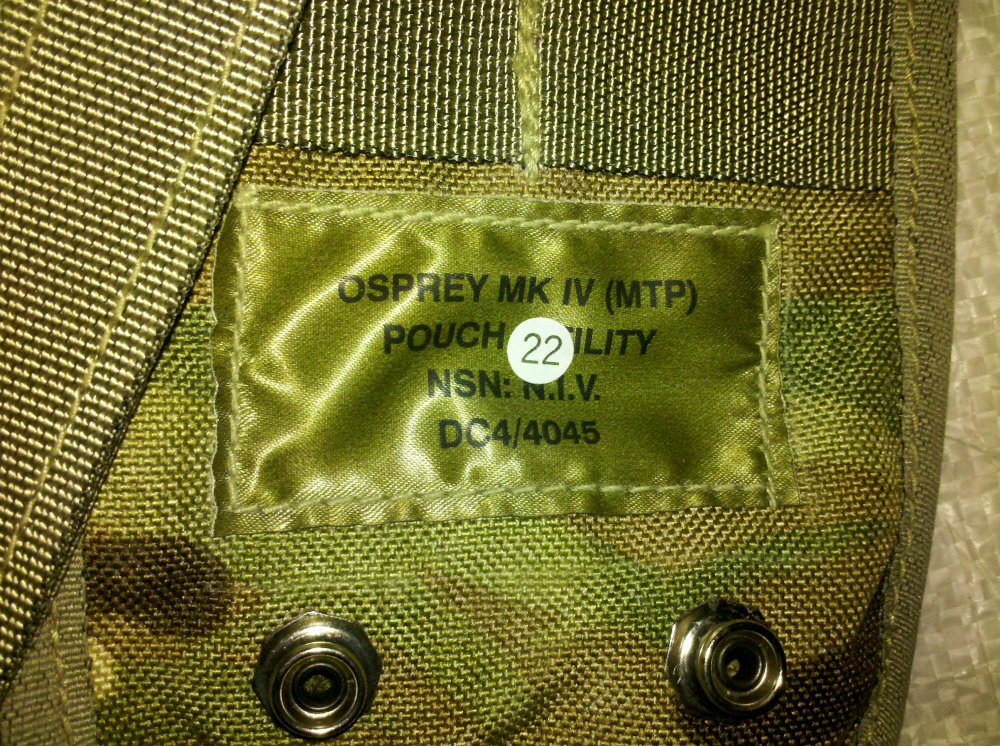 OSPREY MK IV (MTP)
POUCH 22 ILITY
NSN: N.I.V.
DC4/4045